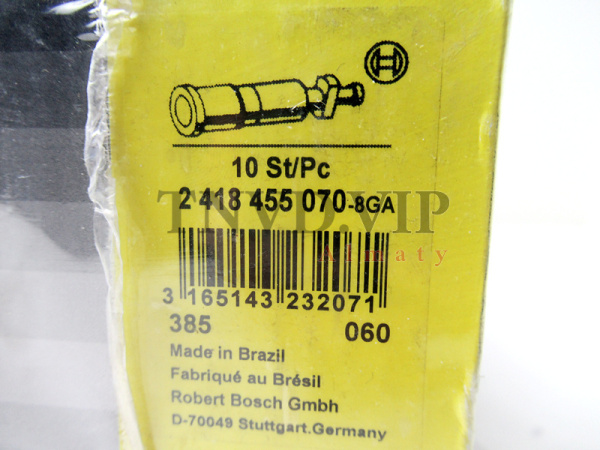 10 St/Pc
2 418 455 070-8GA
TNVD.VIP
Almaty
3 165143 232071
385 060
Made in Brazil
Fabriqué au Brésil
Robert Bosch Gmbh
D-70049 Stuttgart.Germany